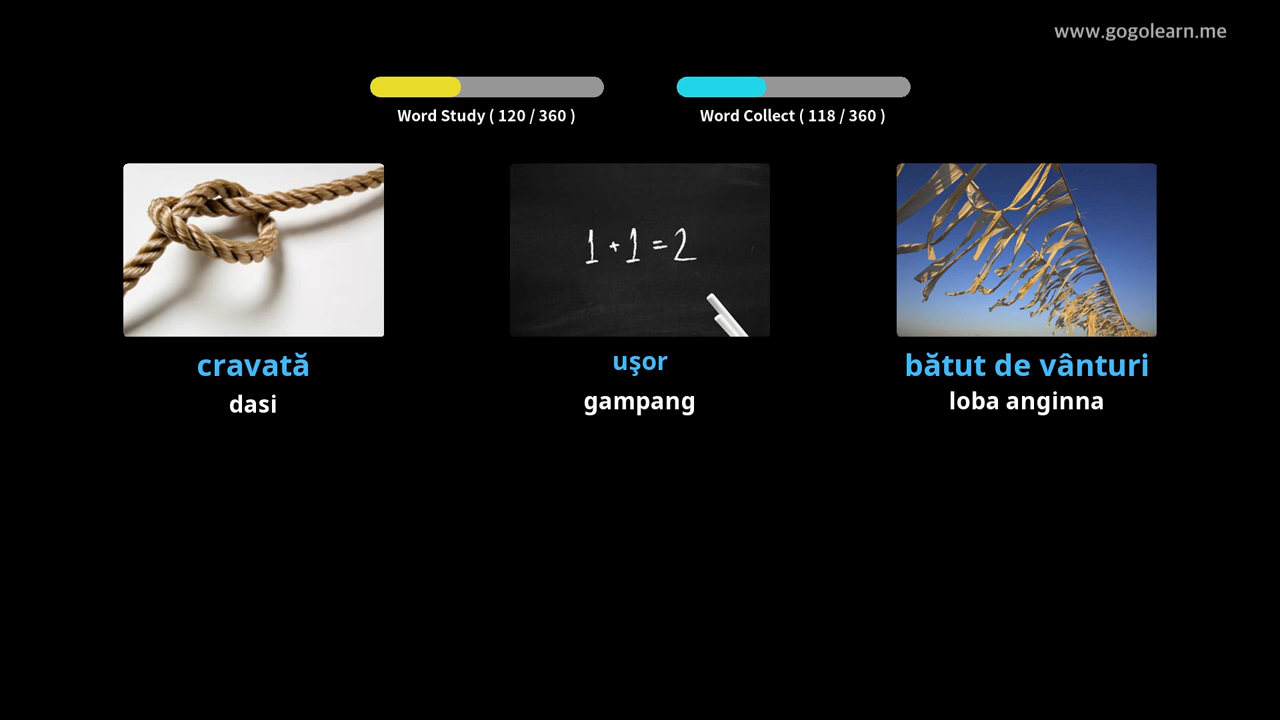 www.gogolearn.me
Word Study ( 120 / 360 )
Word Collect ( 118 / 360 )
1 + 1 = 2
cravată
uşor
bătut de vânturi
dasi
gampang
loba anginna